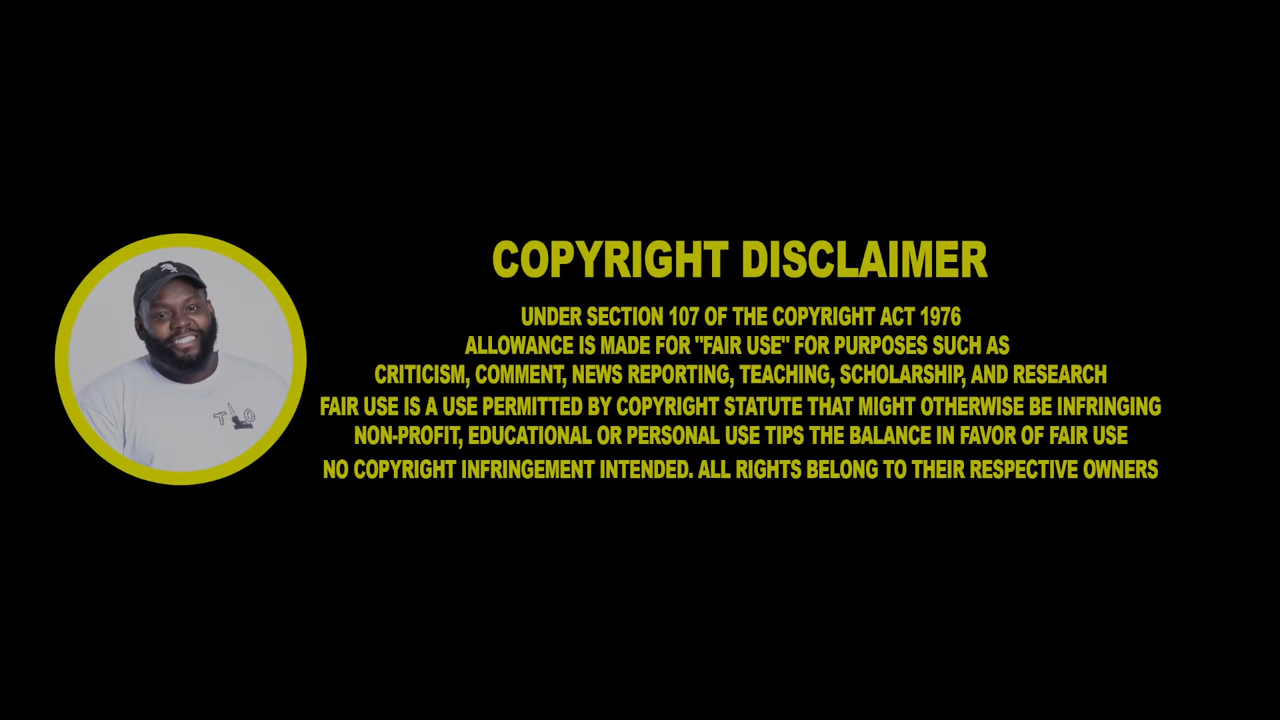 COPYRIGHT DISCLAIMER
UNDER SECTION 107 OF THE COPYRIGHT ACT 1976
ALLOWANCE IS MADE FOR "FAIR USE" FOR PURPOSES SUCH AS
CRITICISM, COMMENT, NEWS REPORTING, TEACHING, SCHOLARSHIP, AND RESEARCH
FAIR USE IS A USE PERMITTED BY COPYRIGHT STATUTE THAT MIGHT OTHERWISE BE INFRINGING
NON-PROFIT, EDUCATIONAL OR PERSONAL USE TIPS THE BALANCE IN FAVOR OF FAIR USE
NO COPYRIGHT INFRINGEMENT INTENDED. ALL RIGHTS BELONG TO THEIR RESPECTIVE OWNERS